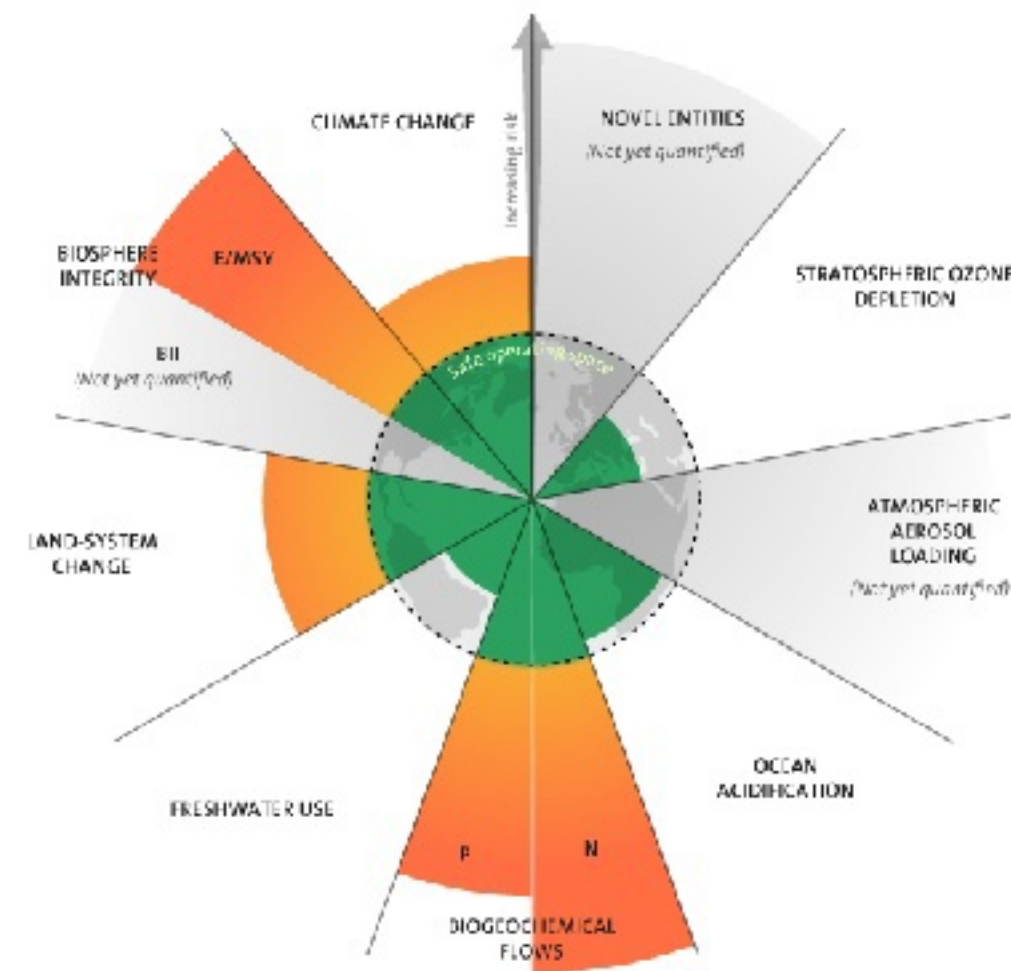 CLIMATE CHANGE
Increasing risk
NOVEL ENTITIES
(Not yet quantified)
STRATOSPHERIC OZONE
DEPLETION
ATMOSPHERIC
AEROSOL
LOADING
(Not yet quantified)
OCEAN
ACIDIFICATION
BIOGEOCHEMICAL
FLOWS
P
N
FRESHWATER USE
LAND-SYSTEM
CHANGE
BIOSPHERE
INTEGRITY
E/MSY
BII
(Not yet quantified)
Safe operating space